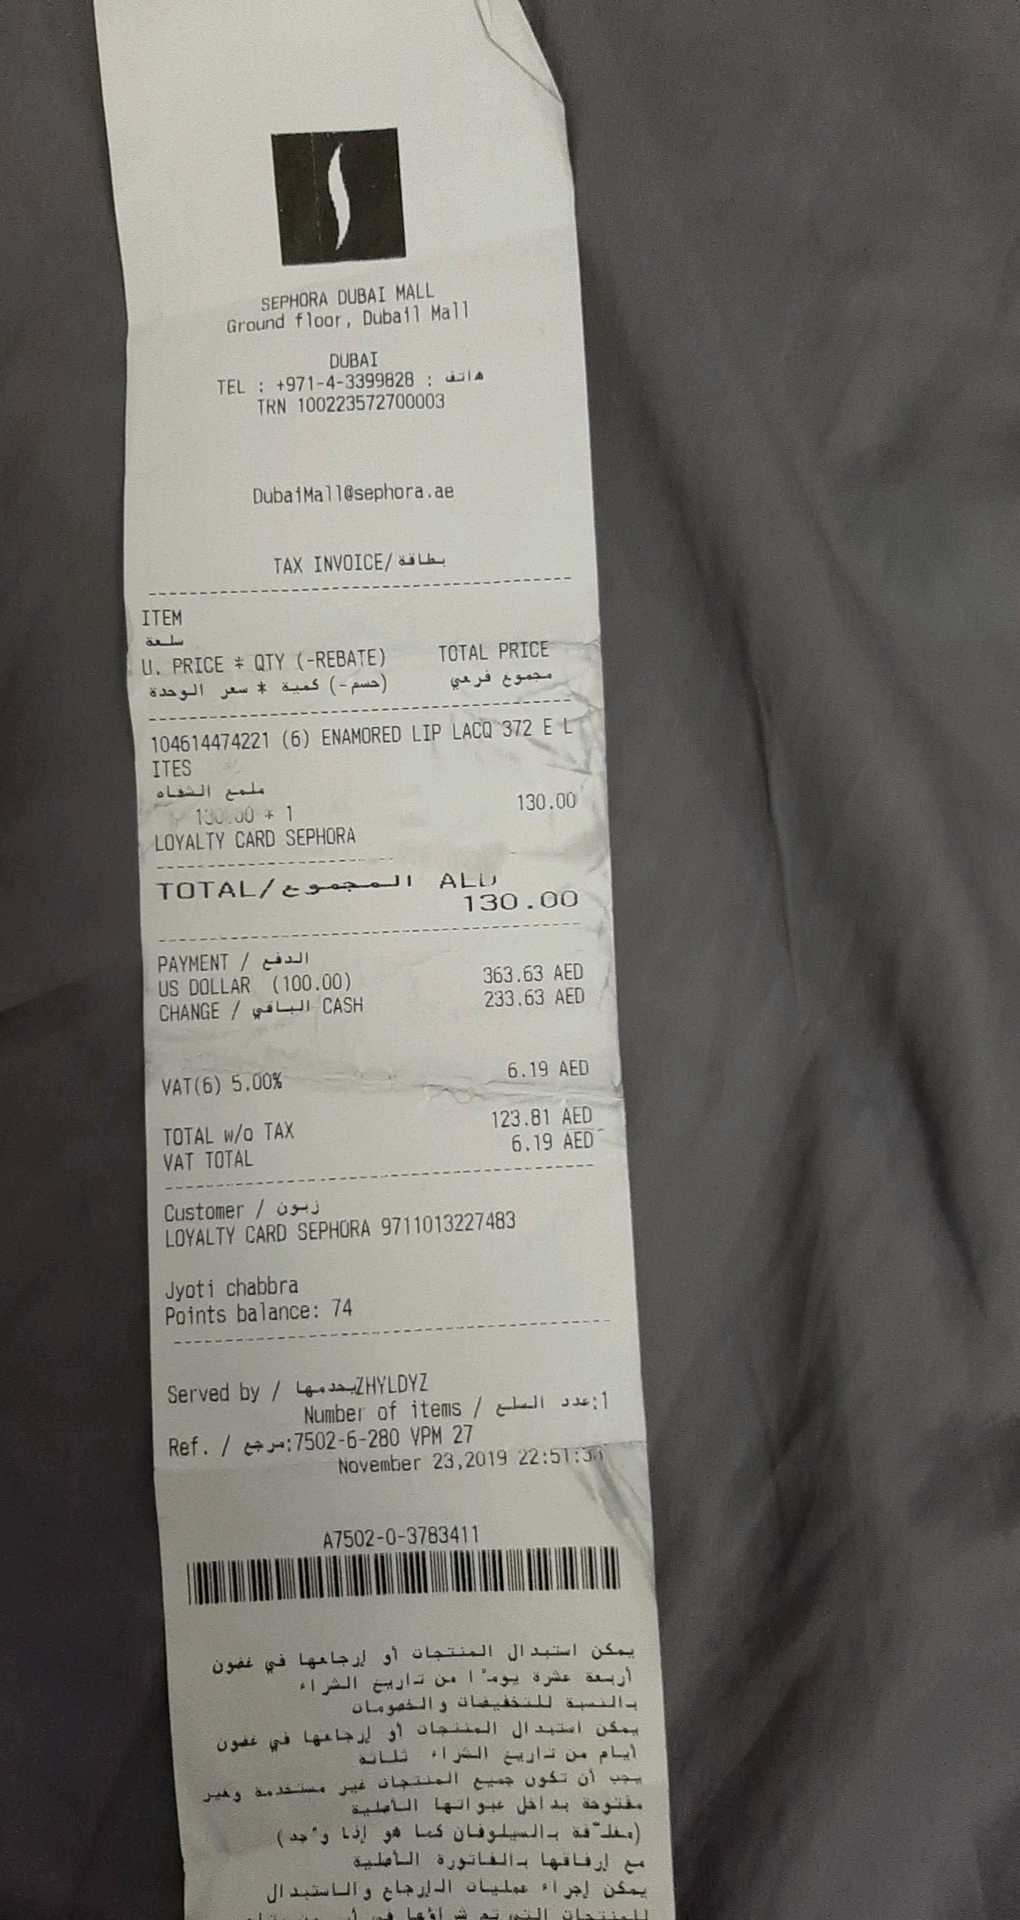 SEPHORA DUBAI MALL
Ground floor, Dubail Mall
DUBAI
TEL : +971-4-3399828 : هاتف
TRN 100223572700003
DubaiMall@sephora.ae
TAX INVOICE/بطاقة
ITEM
سلعة
U. PRICE * QTY (-REBATE) TOTAL PRICE
(حسم-) كمية * سعر الوحدة مجموع فرعي
104614474221 (6) ENAMORED LIP LACQ 372 E L
ITES
ملمع الشفاه
130.00 * 1 130.00
LOYALTY CARD SEPHORA
TOTAL/المجموع AED
130.00
PAYMENT / الدفع
US DOLLAR (100.00) 363.63 AED
CHANGE / الباقي CASH 233.63 AED
VAT(6) 5.00% 6.19 AED
TOTAL w/o TAX 123.81 AED
VAT TOTAL 6.19 AED
Customer / زبون
LOYALTY CARD SEPHORA 9711013227483
Jyoti chabbra
Points balance: 74
Served by / يخدمها ZHYLDYZ
Number of items / عدد السلع:1
Ref. / مرجع:7502-6-280 VPM 27
November 23,2019 22:51:
A7502-0-3783411
يمكن استبدال المنتجات أو إرجاعها في غضون
أربعة عشرة يومًا من تاريخ الشراء
بالنسبة للتخفيضات والخصومات
يمكن استبدال المنتجات أو إرجاعها في غضون
أيام من تاريخ الشراء ثلاثة
يجب أن تكون جميع المنتجات غير مستخدمة وغير
مفتوحة بداخل عبواتها الأصلية
(مغلّفة بالسيلوفان كما هو إذا وُجد)
مع إرفاقها بالفاتورة الأصلية
يمكن إجراء عمليات الإرجاع والاستبدال
للمنتجات التي تم شراؤها في أي